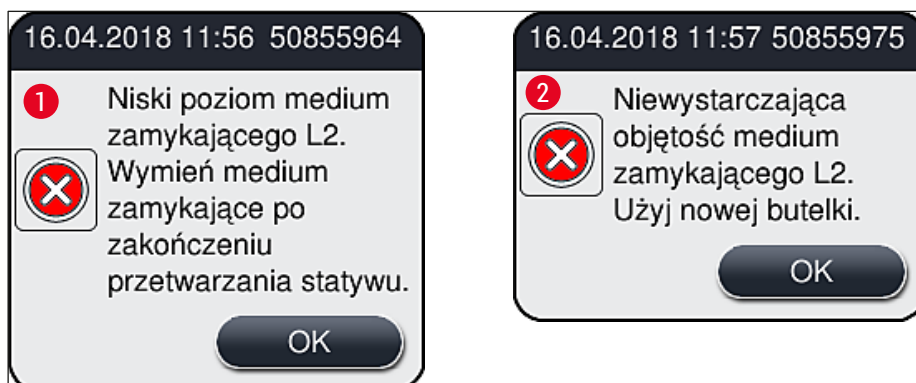 16.04.2018 11:56 50855964
1
Niski poziom medium
zamykającego L2.
Wymień medium
zamykające po
zakończeniu
przetwarzania statywu.
OK
16.04.2018 11:57 50855975
2
Niewystarczająca
objętość medium
zamykającego L2.
Użyj nowej butelki.
OK